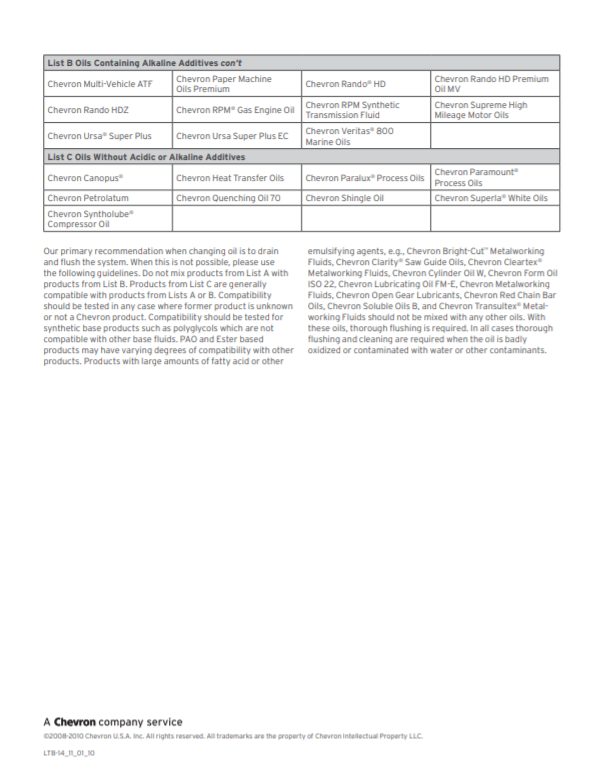 List B Oils Containing Alkaline Additives con't
Chevron Multi-Vehicle ATF
Chevron Paper Machine
Oils Premium
Chevron Rando® HD
Chevron Rando HD Premium
Oil MV
Chevron Rando HDZ
Chevron RPM® Gas Engine Oil
Chevron RPM Synthetic
Transmission Fluid
Chevron Supreme High
Mileage Motor Oils
Chevron Ursa® Super Plus
Chevron Ursa Super Plus EC
Chevron Veritas® 800
Marine Oils
List C Oils Without Acidic or Alkaline Additives
Chevron Canopus®
Chevron Heat Transfer Oils
Chevron Paralux® Process Oils
Chevron Paramount®
Process Oils
Chevron Petrolatum
Chevron Quenching Oil 70
Chevron Shingle Oil
Chevron Superla® White Oils
Chevron Syntholube®
Compressor Oil
Our primary recommendation when changing oil is to drain
and flush the system. When this is not possible, please use
the following guidelines. Do not mix products from List A with
products from List B. Products from List C are generally
compatible with products from Lists A or B. Compatibility
should be tested in any case where former product is unknown
or not a Chevron product. Compatibility should be tested for
synthetic base products such as polyglycols which are not
compatible with other base fluids. PAO and Ester based
products may have varying degrees of compatibility with other
products. Products with large amounts of fatty acid or other
emulsifying agents, e.g., Chevron Bright-Cut™ Metalworking
Fluids, Chevron Clarity® Saw Guide Oils, Chevron Cleartex®
Metalworking Fluids, Chevron Cylinder Oil W, Chevron Form Oil
ISO 22, Chevron Lubricating Oil FM-E, Chevron Metalworking
Fluids, Chevron Open Gear Lubricants, Chevron Red Chain Bar
Oils, Chevron Soluble Oils B, and Chevron Transultex® Metal-
working Fluids should not be mixed with any other oils. With
these oils, thorough flushing is required. In all cases thorough
flushing and cleaning are required when the oil is badly
oxidized or contaminated with water or other contaminants.
A Chevron company service
©2008-2010 Chevron U.S.A. Inc. All rights reserved. All trademarks are the property of Chevron Intellectual Property LLC.
LTB-14_11_01_10